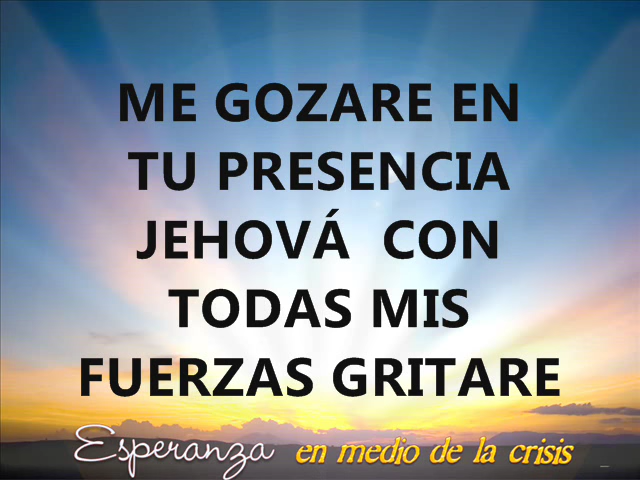 ME GOZARE EN
TU PRESENCIA
JEHOVÁ  CON
TODAS MIS
FUERZAS GRITARE
Esperanza en medio de la crisis